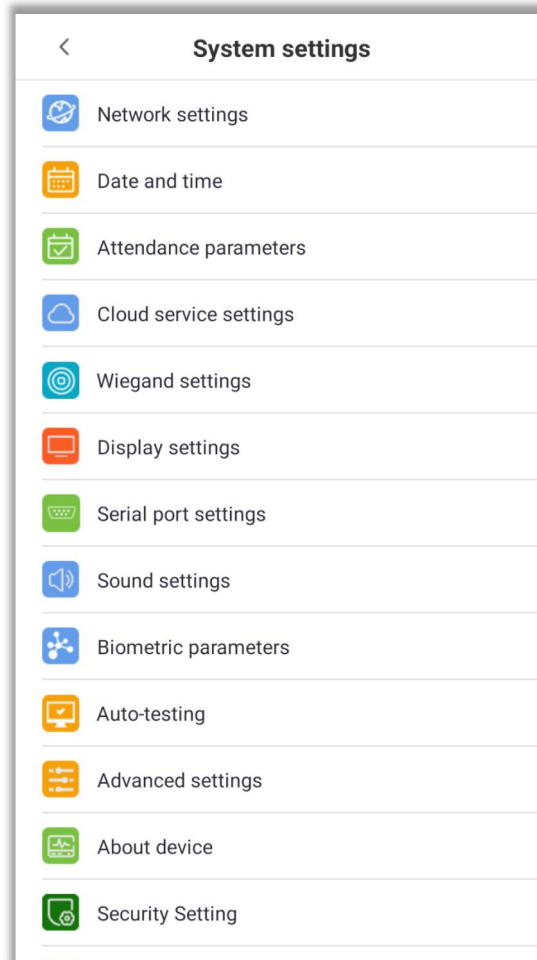 System settings
Network settings
Date and time
Attendance parameters
Cloud service settings
Wiegand settings
Display settings
Serial port settings
Sound settings
Biometric parameters
Auto-testing
Advanced settings
About device
Security Setting